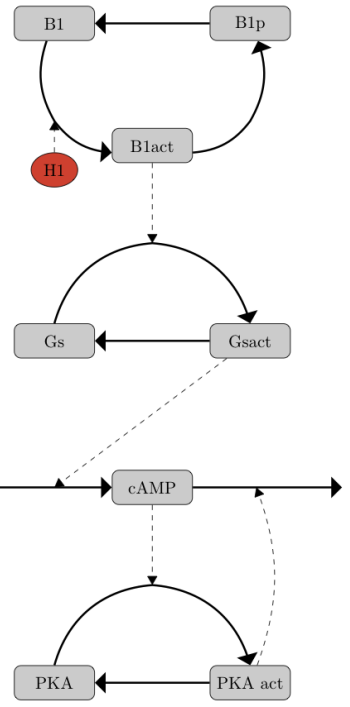 B1
B1p
B1act
H1
Gs
Gsact
cAMP
PKA
PKA act